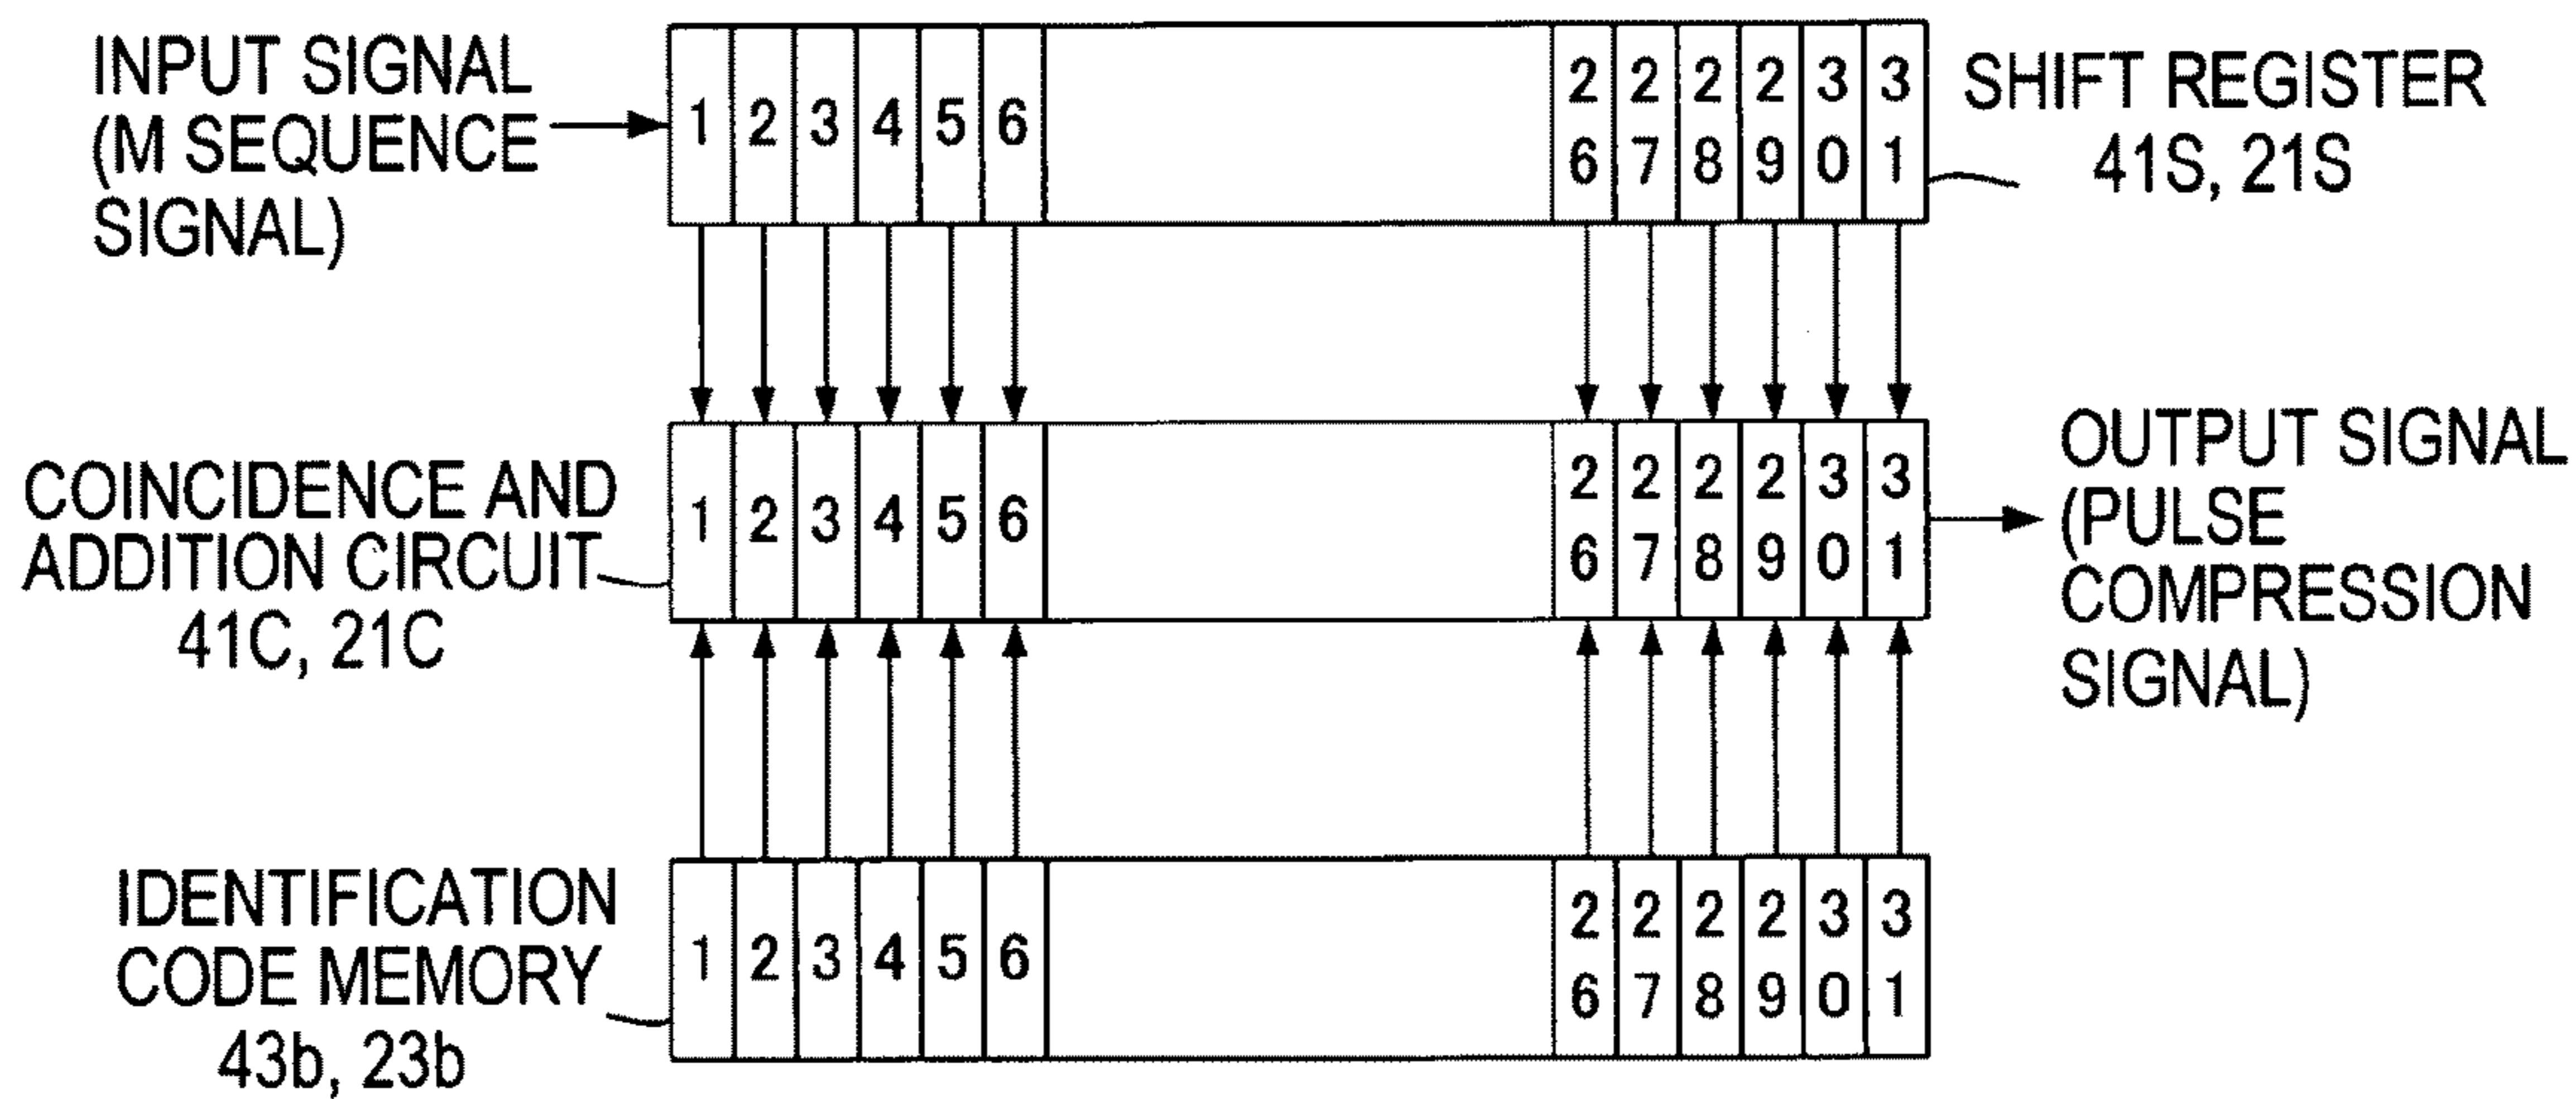 INPUT SIGNAL
(M SEQUENCE
SIGNAL)
1 2 3 4 5 6 26 27 28 29 30 31
SHIFT REGISTER
41S, 21S
COINCIDENCE AND
ADDITION CIRCUIT
41C, 21C
1 2 3 4 5 6 26 27 28 29 30 31
OUTPUT SIGNAL
(PULSE
COMPRESSION
SIGNAL)
IDENTIFICATION
CODE MEMORY
43b, 23b
1 2 3 4 5 6 26 27 28 29 30 31